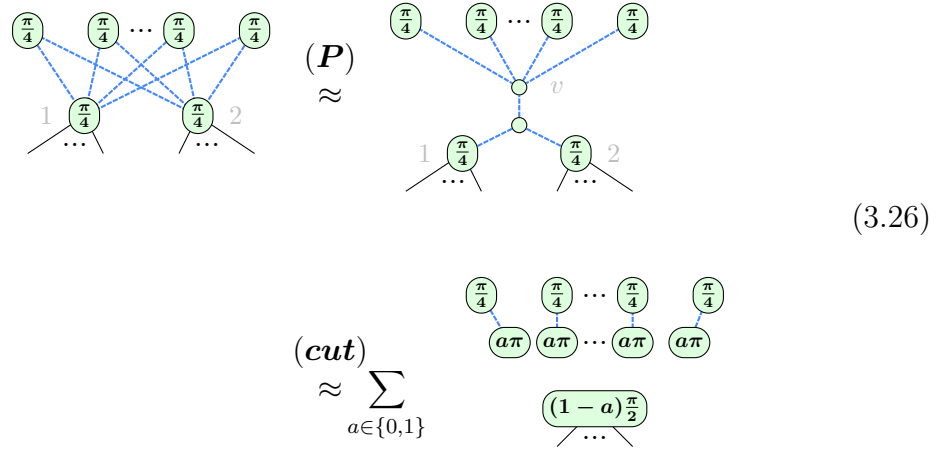 π/4 π/4 ··· π/4 π/4
π/4 π/4 ··· π/4 π/4
(P)
≈
v
1 π/4 π/4 2
··· ···
1 π/4 π/4 2
··· ···
(3.26)
π/4 π/4 ··· π/4 π/4
(cut)
≈ ∑
a∈{0,1}
aπ aπ ··· aπ aπ
(1 − a)π/2
···